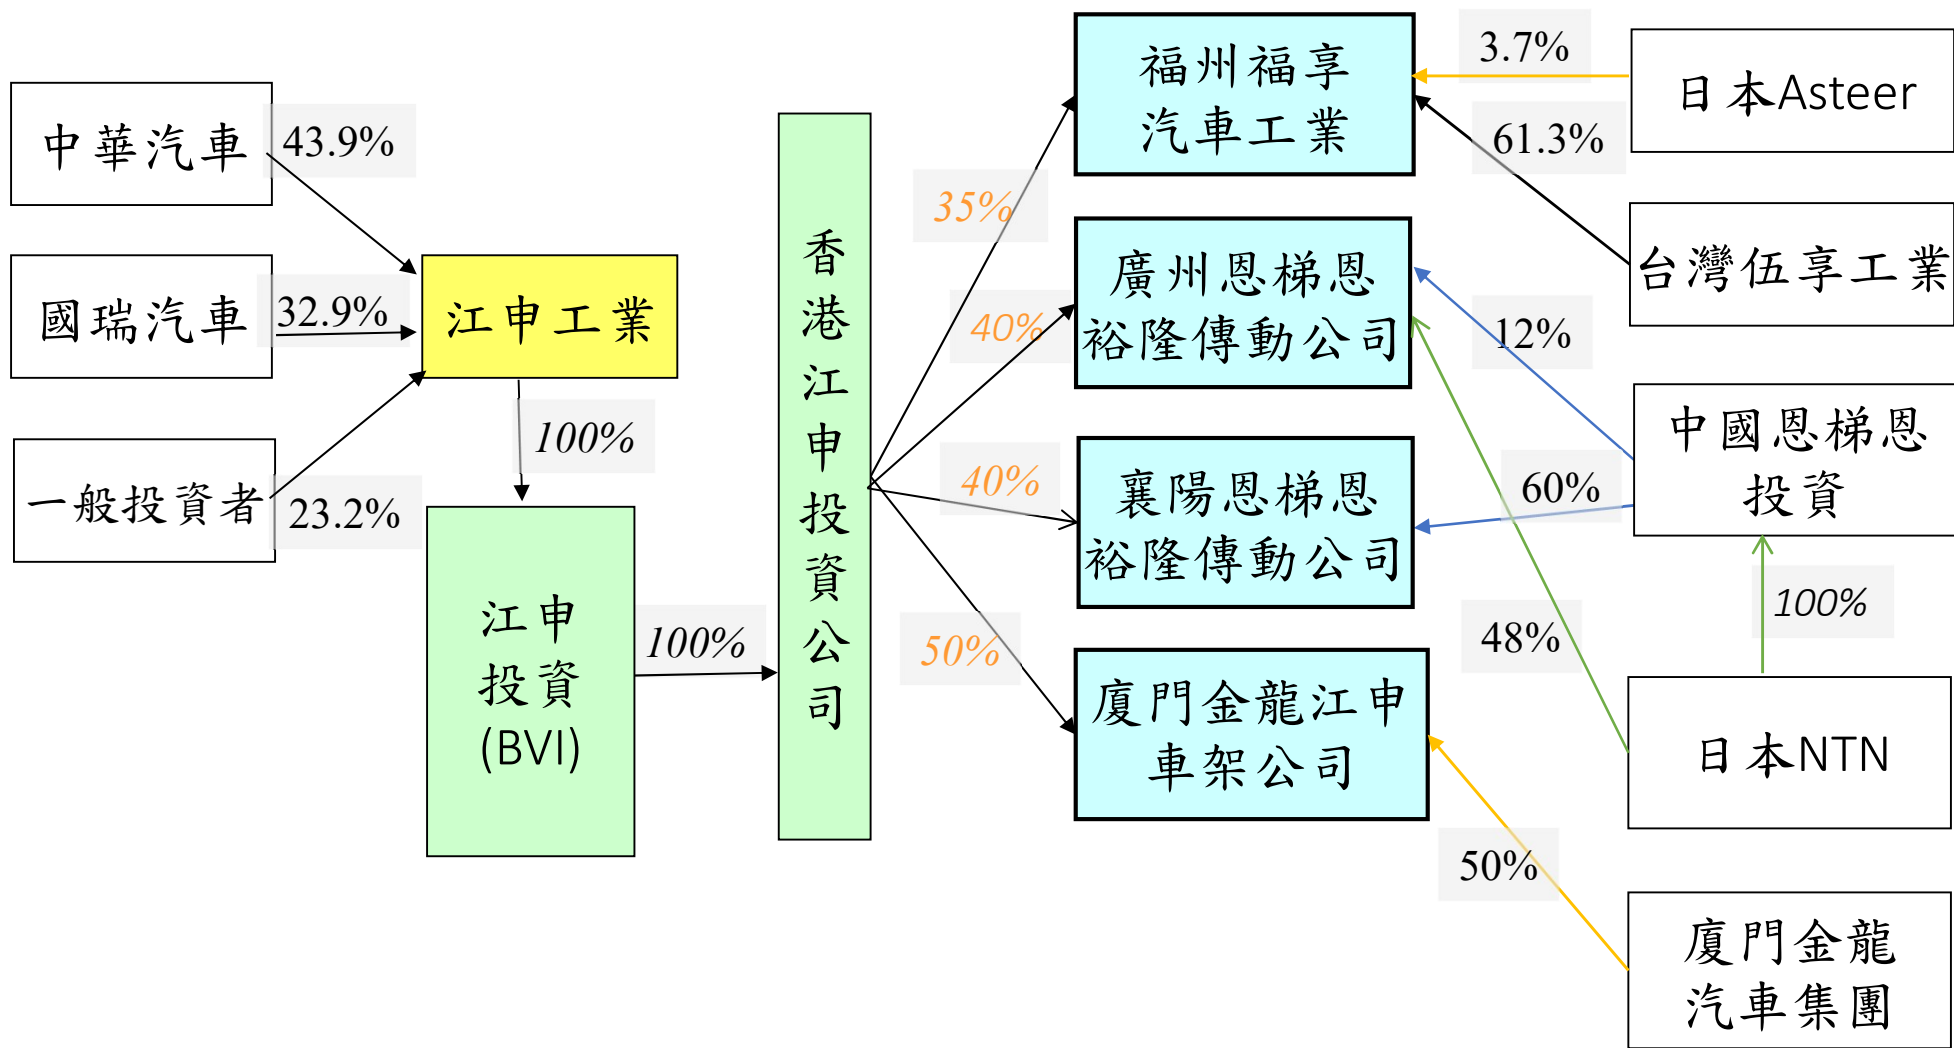 中華汽車
43.9%
國瑞汽車
32.9%
一般投資者
23.2%
江申工業
100%
江申
投資
(BVI)
100%
香港江申投資公司
35%
40%
40%
50%
福州福享
汽車工業
廣州恩梯恩
裕隆傳動公司
襄陽恩梯恩
裕隆傳動公司
廈門金龍江申
車架公司
3.7%
61.3%
12%
60%
48%
50%
日本Asteer
台灣伍享工業
中國恩梯恩
投資
100%
日本NTN
廈門金龍
汽車集團